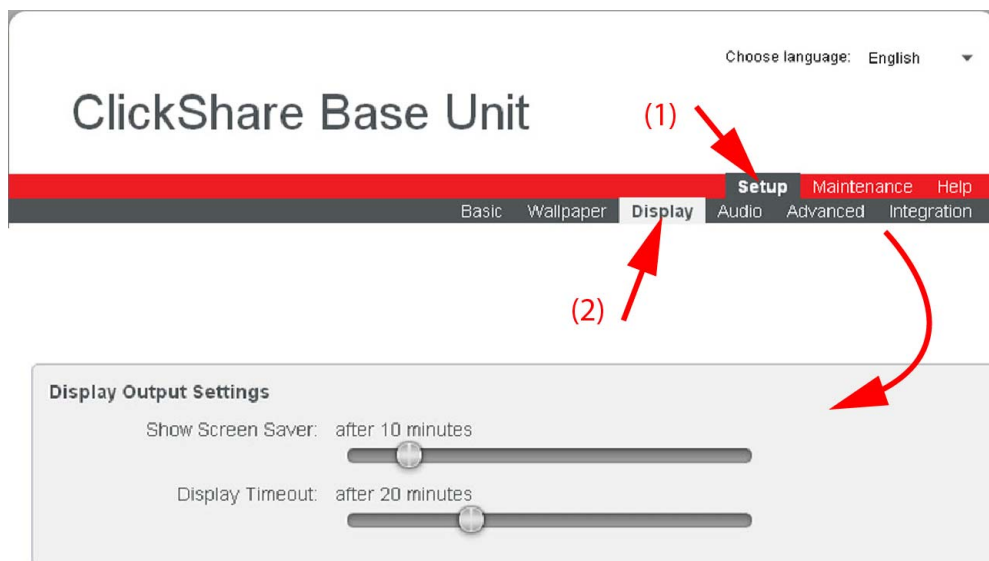 Choose language: English
ClickShare Base Unit
(1)
Setup Maintenance Help
Basic Wallpaper Display Audio Advanced Integration
(2)
Display Output Settings
Show Screen Saver: after 10 minutes
Display Timeout: after 20 minutes